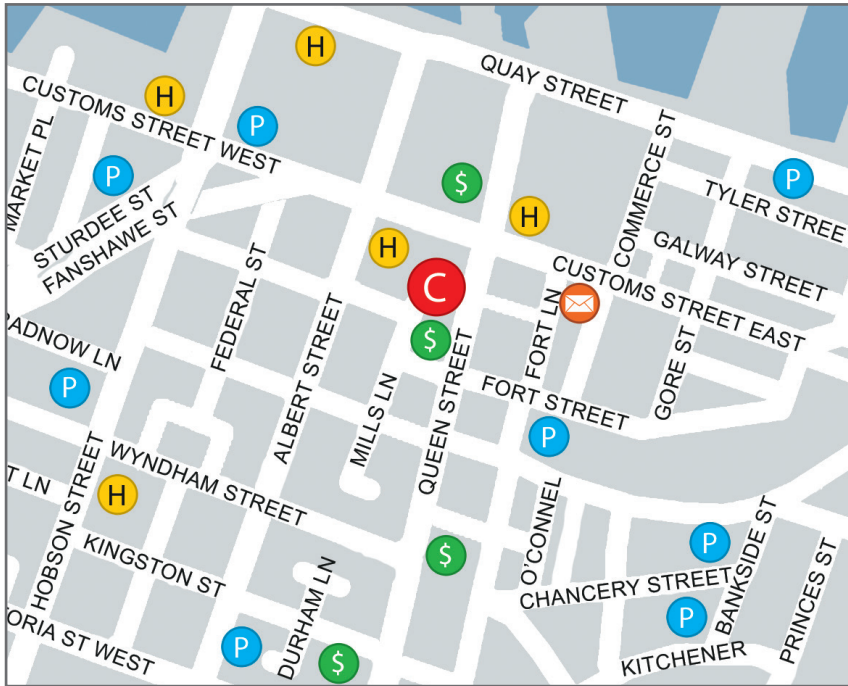 H
H
QUAY STREET
CUSTOMS STREET WEST
P
MARKET PL
P
$
P
COMMERCE ST
TYLER STREE
STURDEE ST
FANSHAWE ST
H
H
GALWAY STREET
C
CUSTOMS STREET EAST
FEDERAL ST
FORT LN
ADNOW LN
$
ALBERT STREET
QUEEN STREET
MILLS LN
FORT STREET
GORE ST
P
P
WYNDHAM STREET
T LN
H
HOBSON STREET
O'CONNEL
KINGSTON ST
$
P
BANKSIDE ST
CHANCERY STREET
PRINCES ST
DURHAM LN
P
ORIA ST WEST
P
$
KITCHENER